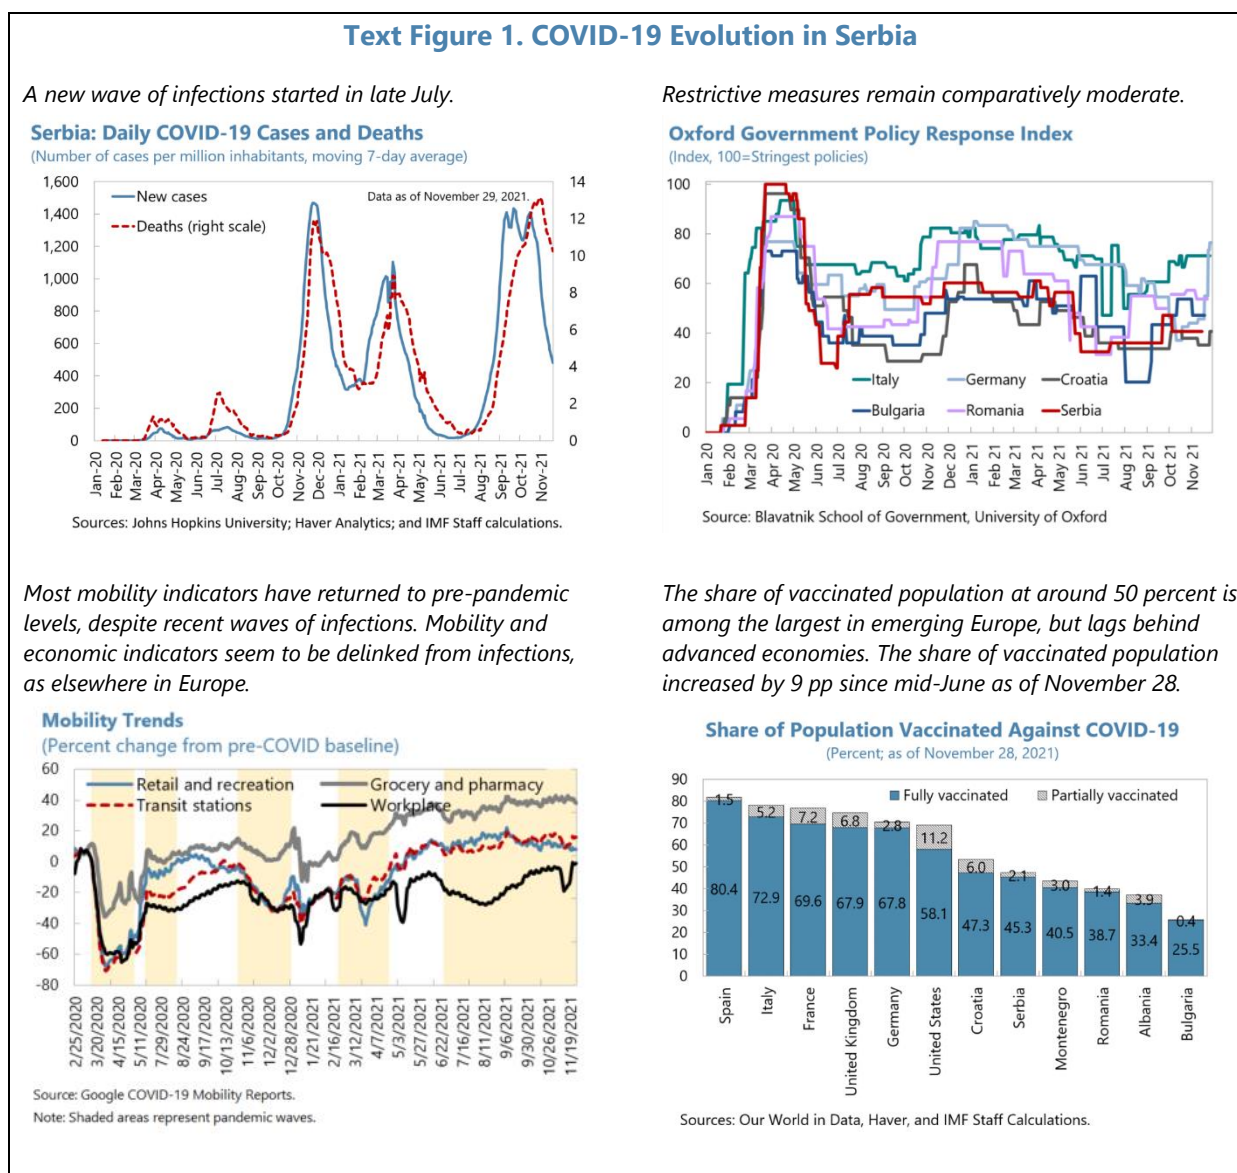 Text Figure 1. COVID-19 Evolution in Serbia
A new wave of infections started in late July.
Serbia: Daily COVID-19 Cases and Deaths
(Number of cases per million inhabitants, moving 7-day average)
1,600
1,400
1,200
1,000
800
600
400
200
0
14
12
10
8
6
4
2
0
New cases
Deaths (right scale)
Data as of November 29, 2021.
Jan-20
Feb-20
Mar-20
Apr-20
May-20
Jun-20
Jul-20
Aug-20
Sep-20
Oct-20
Nov-20
Dec-20
Jan-21
Feb-21
Mar-21
Apr-21
May-21
Jun-21
Jul-21
Aug-21
Sep-21
Oct-21
Nov-21
Sources: Johns Hopkins University; Haver Analytics; and IMF Staff calculations.
Restrictive measures remain comparatively moderate.
Oxford Government Policy Response Index
(Index, 100=Stringest policies)
100
80
60
40
20
0
Italy
Germany
Croatia
Bulgaria
Romania
Serbia
Jan 20
Feb 20
Mar 20
Apr 20
May 20
Jun 20
Jul 20
Aug 20
Sep 20
Oct 20
Nov 20
Dec 20
Jan 21
Feb 21
Mar 21
Apr 21
May 21
Jun 21
Jul 21
Aug 21
Sep 21
Oct 21
Nov 21
Source: Blavatnik School of Government, University of Oxford
Most mobility indicators have returned to pre-pandemic
levels, despite recent waves of infections. Mobility and
economic indicators seem to be delinked from infections,
as elsewhere in Europe.
Mobility Trends
(Percent change from pre-COVID baseline)
60
40
20
0
-20
-40
-60
-80
Retail and recreation
Grocery and pharmacy
Transit stations
Workplace
2/25/2020
3/20/2020
4/15/2020
5/11/2020
7/29/2020
8/24/2020
9/17/2020
10/13/2020
11/6/2020
12/2/2020
12/28/2020
1/21/2021
2/16/2021
3/12/2021
4/7/2021
5/3/2021
5/27/2021
6/22/2021
7/16/2021
8/11/2021
9/6/2021
9/30/2021
10/26/2021
11/19/2021
Source: Google COVID-19 Mobility Reports.
Note: Shaded areas represent pandemic waves.
The share of vaccinated population at around 50 percent is
among the largest in emerging Europe, but lags behind
advanced economies. The share of vaccinated population
increased by 9 pp since mid-June as of November 28.
Share of Population Vaccinated Against COVID-19
(Percent; as of November 28, 2021)
90
80
70
60
50
40
30
20
10
0
Fully vaccinated
Partially vaccinated
1.5
5.2
7.2
6.8
2.8
11.2
6.0
2.1
3.0
1.4
3.9
0.4
80.4
72.9
69.6
67.9
67.8
58.1
47.3
45.3
40.5
38.7
33.4
25.5
Spain
Italy
France
United Kingdom
Germany
United States
Croatia
Serbia
Montenegro
Romania
Albania
Bulgaria
Sources: Our World in Data, Haver, and IMF Staff Calculations.